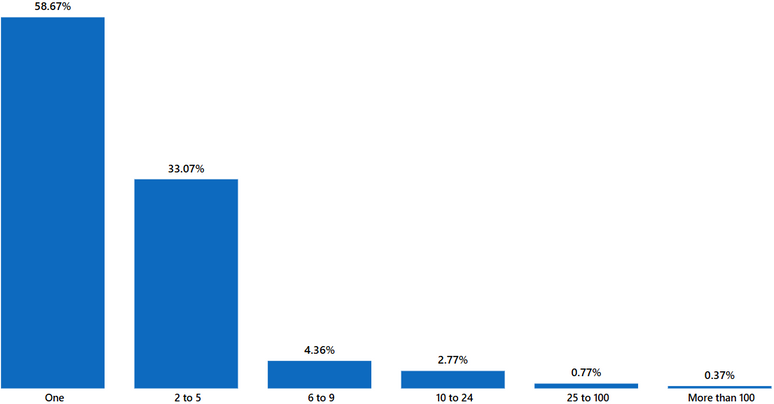 58.67%
33.07%
4.36%
2.77%
0.77%
0.37%
One
2 to 5
6 to 9
10 to 24
25 to 100
More than 100